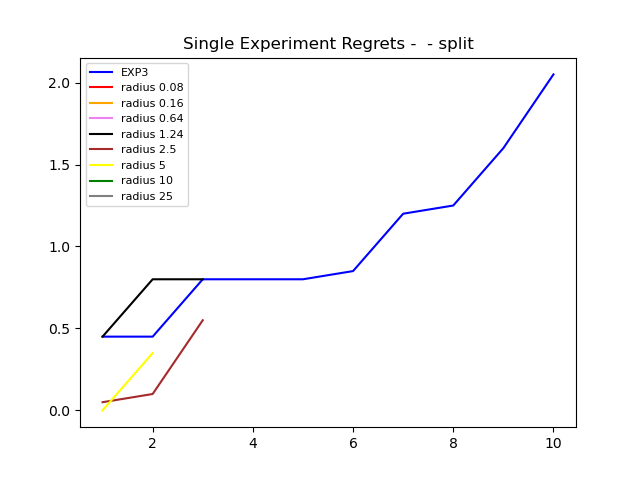 Single Experiment Regrets -  - split
EXP3
radius 0.08
radius 0.16
radius 0.64
radius 1.24
radius 2.5
radius 5
radius 10
radius 25
2.0
1.5
1.0
0.5
0.0
2 4 6 8 10